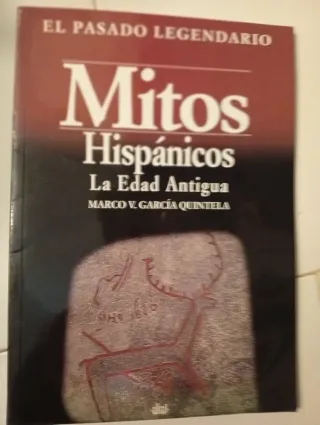 EL PASADO LEGENDARIO
Mitos
Hispánicos
La Edad Antigua
MARCO V. GARCÍA QUINTELA